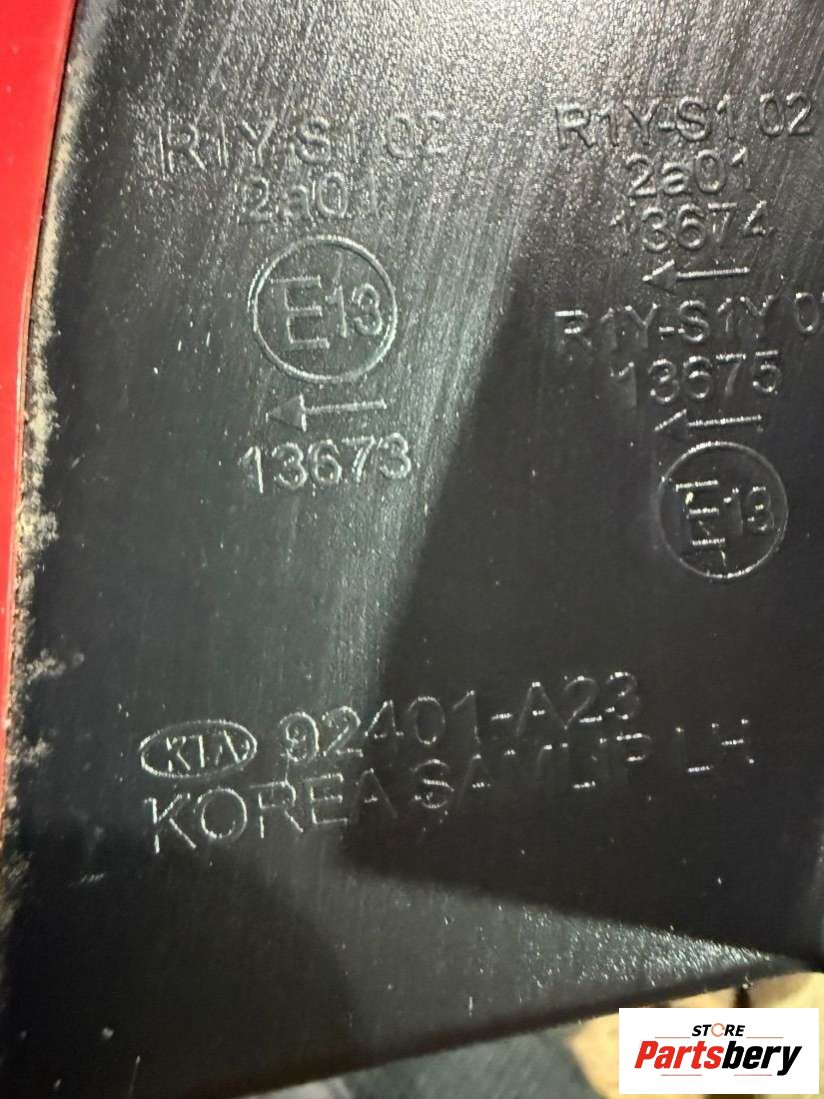 R1Y-S1 02
2a01
E13
13673
R1Y-S1 02
2a01
13674
R1Y-S1Y
13675
E13
KIA 92401-A23
KOREA SAMLIP LH
STORE
Partsbery